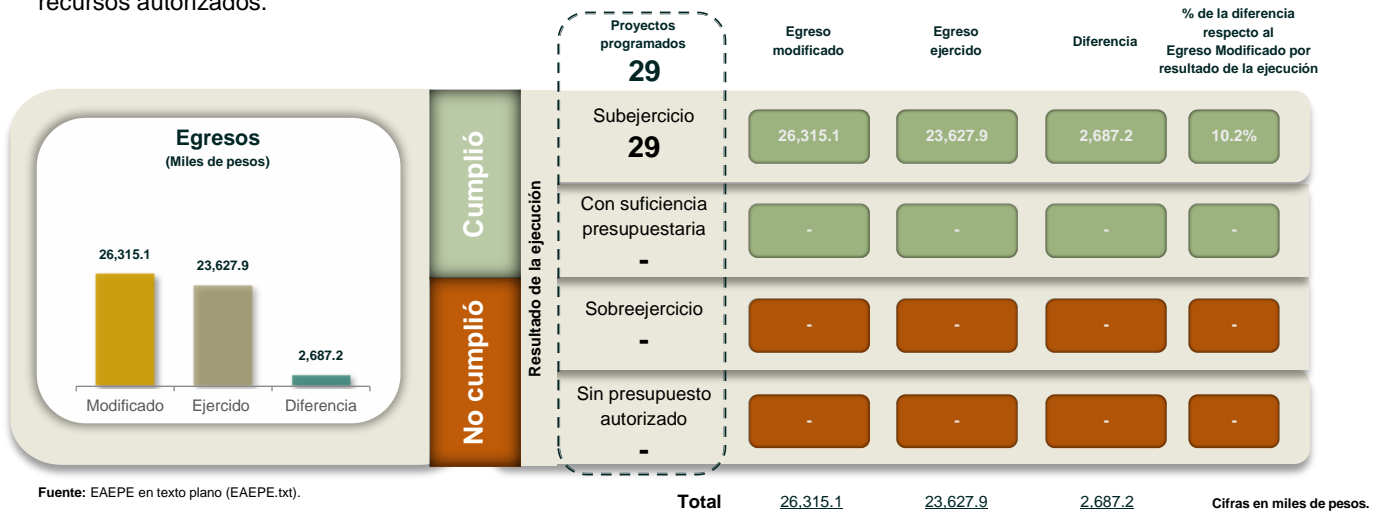 recursos autorizados.
Proyectos
programados
29
Egreso
modificado
Egreso
ejercido
Diferencia
% de la diferencia
respecto al
Egreso Modificado por
resultado de la ejecución
Egresos
(Miles de pesos)
26,315.1
23,627.9
2,687.2
Modificado
Ejercido
Diferencia
Cumplió
No cumplió
Resultado de la ejecución
Subejercicio
29
26,315.1
23,627.9
2,687.2
10.2%
Con suficiencia
presupuestaria
-
-
-
-
-
Sobreejercicio
-
-
-
-
-
Sin presupuesto
autorizado
-
-
-
-
-
Fuente: EAEPE en texto plano (EAEPE.txt).
Total
26,315.1
23,627.9
2,687.2
Cifras en miles de pesos.